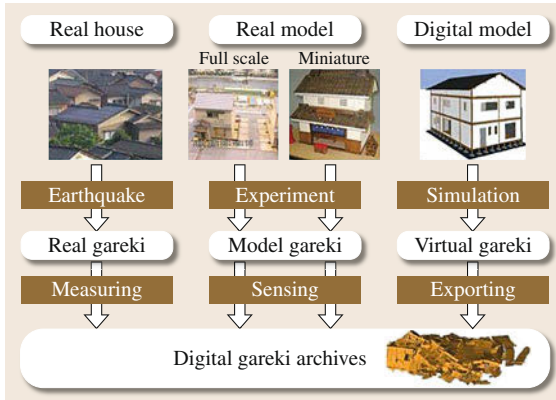 Real house
Real model
Digital model
Full scale
Miniature
Earthquake
Experiment
Simulation
Real gareki
Model gareki
Virtual gareki
Measuring
Sensing
Exporting
Digital gareki archives